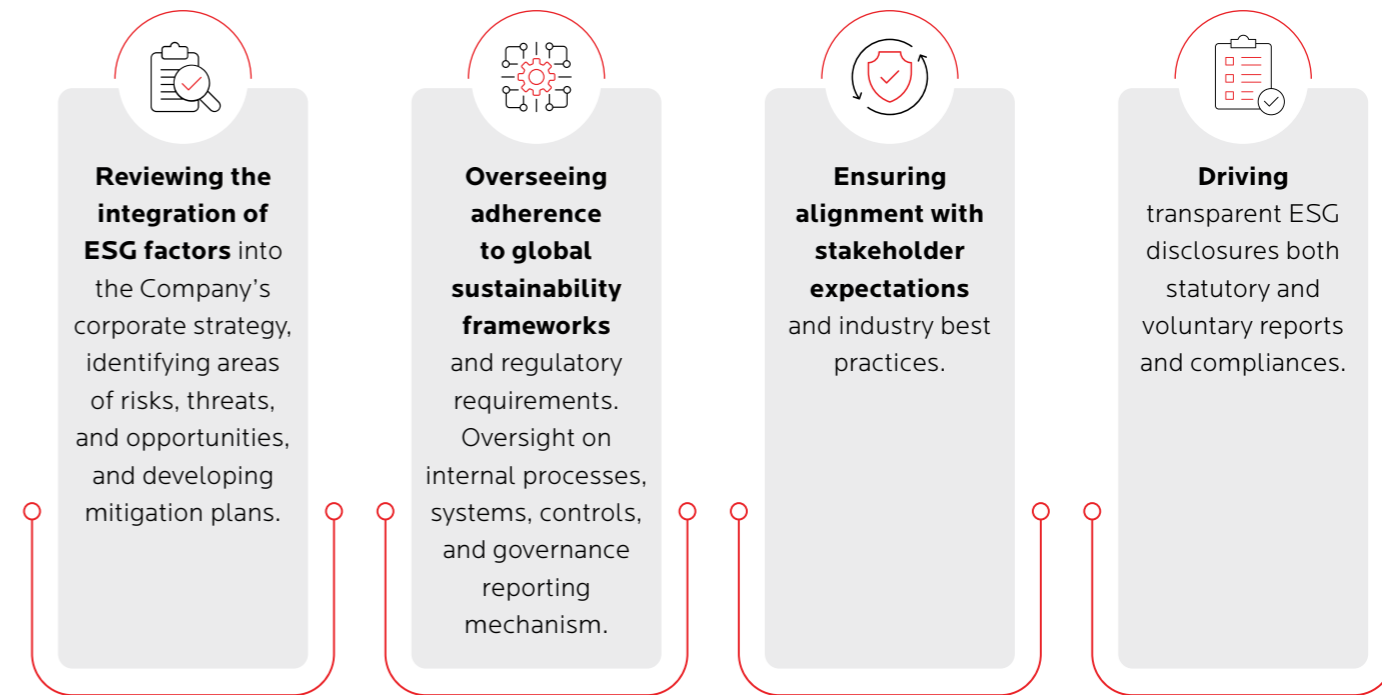 Reviewing the
integration of
ESG factors into
the Company’s
corporate strategy,
identifying areas
of risks, threats,
and opportunities,
and developing
mitigation plans.
Overseeing
adherence
to global
sustainability
frameworks
and regulatory
requirements.
Oversight on
internal processes,
systems, controls,
and governance
reporting
mechanism.
Ensuring
alignment with
stakeholder
expectations
and industry best
practices.
Driving
transparent ESG
disclosures both
statutory and
voluntary reports
and compliances.